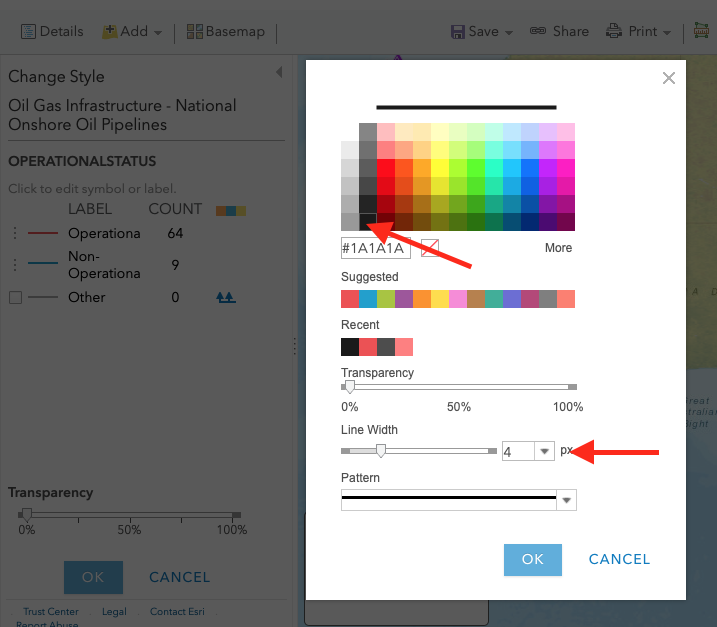 Details
Add
Basemap
Save
Share
Print
Change Style
Oil Gas Infrastructure - National
Onshore Oil Pipelines
OPERATIONALSTATUS
Click to edit symbol or label.
LABEL COUNT
Operationa 64
Non-
Operationa 9
Other 0
Transparency
0% 50% 100%
OK CANCEL
Trust Center Legal Contact Esri
Report Abuse
#1A1A1A
More
Suggested
Recent
Transparency
0% 50% 100%
Line Width
4 px
Pattern
OK CANCEL
Great
Bight